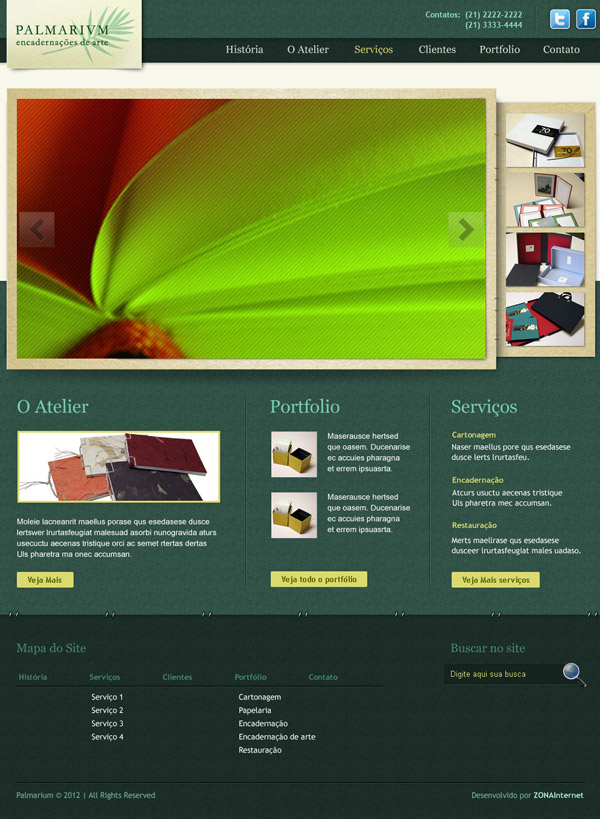 PALMARIVM
encadernações de arte
Contatos: (21) 2222-2222
(21) 3333-4444
História O Atelier Serviços Clientes Portfolio Contato
O Atelier
Moleie lacneanrit maellus porase qus esedasese dusce
lertswer lrurtasfeugiat malesuad asorbi nunogravida aturs
usecuctu aecenas tristique orci ac semet rtertas dertas
Uls pharetra ma onec accumsan.
Veja Mais
Portfolio
Maserausce hertsed
que oasem. Ducenarise
ec accuies pharagna
et errem ipsuasrta.
Maserausce hertsed
que oasem. Ducenarise
ec accuies pharagna
et errem ipsuasrta.
Veja todo o portfólio
Serviços
Cartonagem
Naser maellus pore qus esedasese
dusce lerts lrurtasfeu.
Encadernação
Atcurs usuctu aecenas tristique
Uls pharetra mec accumsan.
Restauração
Merts maellrase qus esedasese
dusceer lrurtasfeugiat males uadaso.
Veja Mais serviços
Mapa do Site
História Serviços Clientes Portfólio Contato
Serviço 1
Serviço 2
Serviço 3
Serviço 4
Cartonagem
Papelaria
Encadernação
Encadernação de arte
Restauração
Buscar no site
Digite aqui sua busca
Palmarium © 2012 | All Rights Reserved
Desenvolvido por ZONAInternet